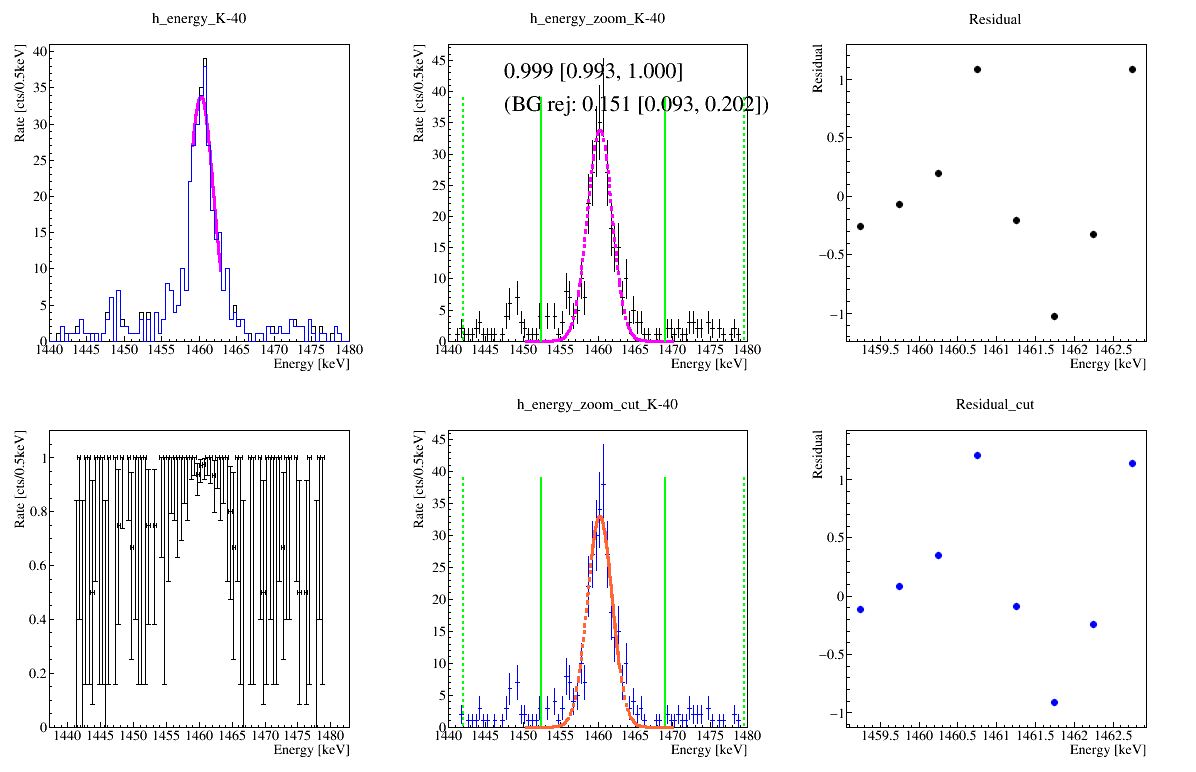 h_energy_K-40
Rate [cts/0.5keV]
40
35
30
25
20
15
10
5
0
1440 1445 1450 1455 1460 1465 1470 1475 1480
Energy [keV]
h_energy_zoom_K-40
Rate [cts/0.5keV]
0.999 [0.993, 1.000]
(BG rej: 0.151 [0.093, 0.202])
45
40
35
30
25
20
15
10
5
0
1440 1445 1450 1455 1460 1465 1470 1475 1480
Energy [keV]
Residual
Residual
1
0.5
0
−0.5
−1
1459.5 1460 1460.5 1461 1461.5 1462 1462.5
Energy [keV]
Rate [cts/0.5keV]
1
0.8
0.6
0.4
0.2
0
1440 1445 1450 1455 1460 1465 1470 1475 1480
Energy [keV]
h_energy_zoom_cut_K-40
Rate [cts/0.5keV]
45
40
35
30
25
20
15
10
5
0
1440 1445 1450 1455 1460 1465 1470 1475 1480
Energy [keV]
Residual_cut
Residual
1
0.5
0
−0.5
−1
1459.5 1460 1460.5 1461 1461.5 1462 1462.5
Energy [keV]